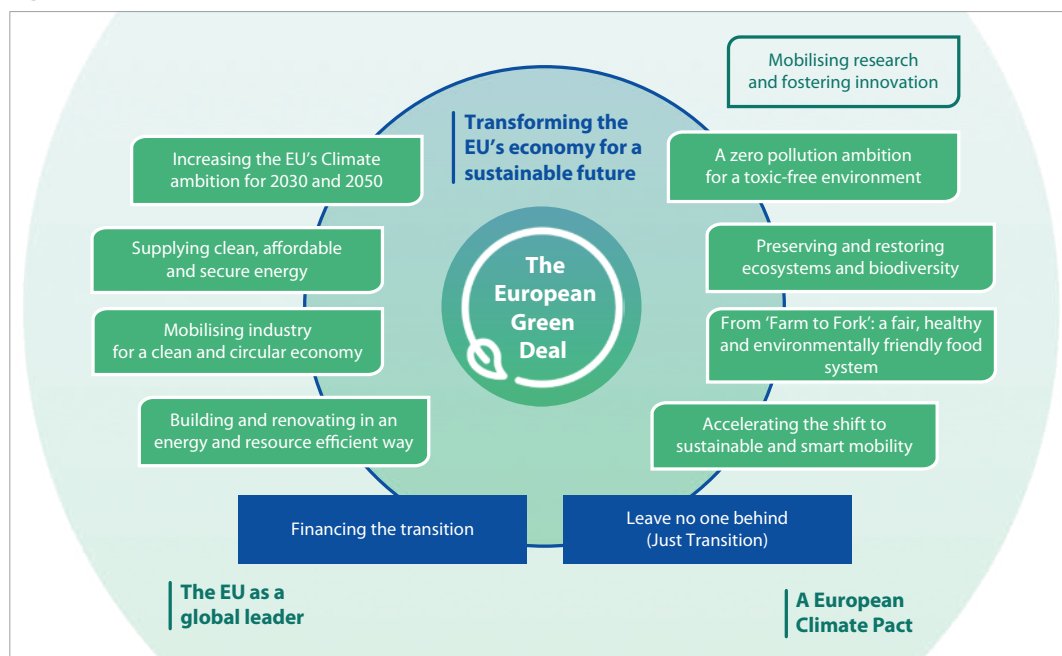 Mobilising research
and fostering innovation
Transforming the
EU's economy for a
sustainable future
Increasing the EU's Climate
ambition for 2030 and 2050
A zero pollution ambition
for a toxic-free environment
Supplying clean, affordable
and secure energy
Preserving and restoring
ecosystems and biodiversity
The
European
Green
Deal
Mobilising industry
for a clean and circular economy
From ‘Farm to Fork’: a fair, healthy
and environmentally friendly food
system
Building and renovating in an
energy and resource efficient way
Accelerating the shift to
sustainable and smart mobility
Financing the transition
Leave no one behind
(Just Transition)
The EU as a
global leader
A European
Climate Pact